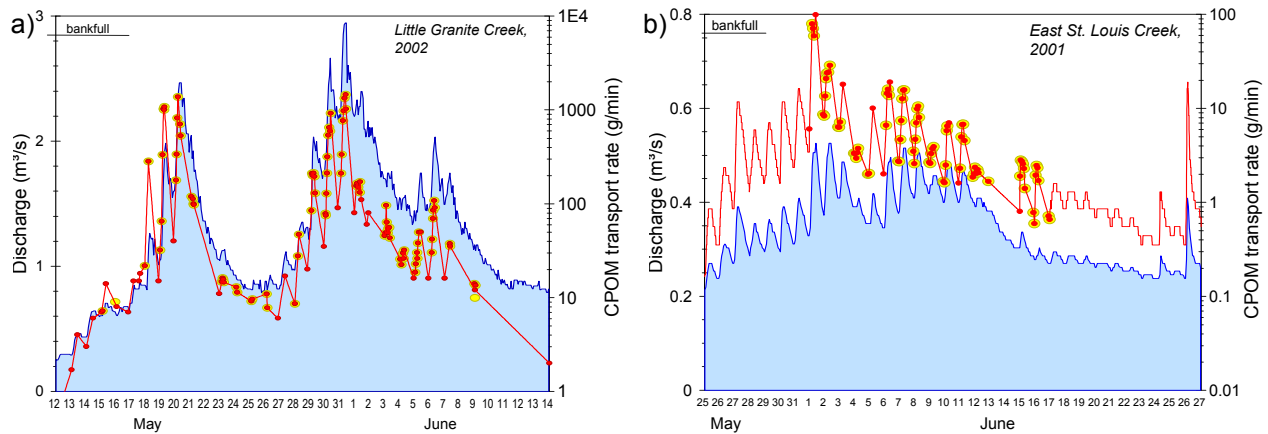 a)
Little Granite Creek,
2002
bankfull
Discharge (m³/s)
3
2
1
0
CPOM transport rate (g/min)
1E4
1000
100
10
1
12 13 14 15 16 17 18 19 20 21 22 23 24 25 26 27 28 29 30 31 1 2 3 4 5 6 7 8 9 10 11 12 13 14
May June
b)
East St. Louis Creek,
2001
bankfull
Discharge (m³/s)
0.8
0.6
0.4
0.2
0
CPOM transport rate (g/min)
100
10
1
0.1
0.01
25 26 27 28 29 30 31 1 2 3 4 5 6 7 8 9 10 11 12 13 14 15 16 17 18 19 20 21 22 23 24 25 26 27
May June